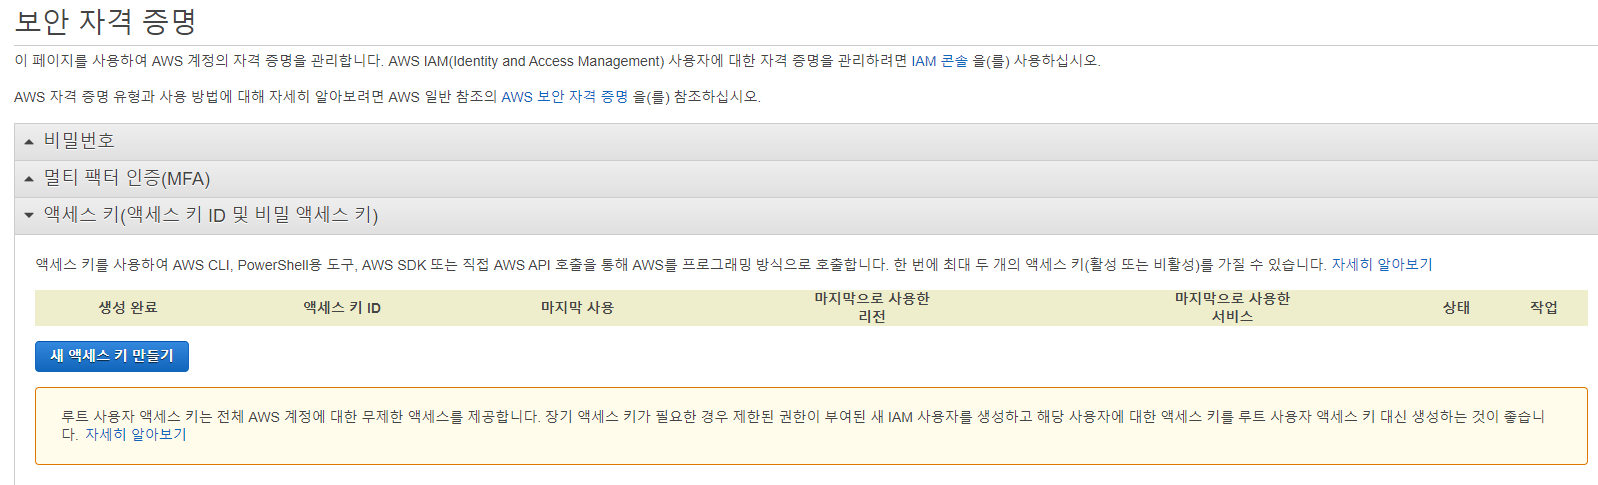 보안 자격 증명
이 페이지를 사용하여 AWS 계정의 자격 증명을 관리합니다. AWS IAM(Identity and Access Management) 사용자에 대한 자격 증명을 관리하려면 IAM 콘솔 을(를) 사용하십시오.
AWS 자격 증명 유형과 사용 방법에 대해 자세히 알아보려면 AWS 일반 참조의 AWS 보안 자격 증명 을(를) 참조하십시오.
비밀번호
멀티 팩터 인증(MFA)
액세스 키(액세스 키 ID 및 비밀 액세스 키)
액세스 키를 사용하여 AWS CLI, PowerShell용 도구, AWS SDK 또는 직접 AWS API 호출을 통해 AWS를 프로그래밍 방식으로 호출합니다. 한 번에 최대 두 개의 액세스 키(활성 또는 비활성)를 가질 수 있습니다. 자세히 알아보기
생성 완료 액세스 키 ID 마지막 사용 마지막으로 사용한 마지막으로 사용한 상태 작업
리전 서비스
새 액세스 키 만들기
루트 사용자 액세스 키는 전체 AWS 계정에 대한 무제한 액세스를 제공합니다. 장기 액세스 키가 필요한 경우 제한된 권한이 부여된 새 IAM 사용자를 생성하고 해당 사용자에 대한 액세스 키를 루트 사용자 액세스 키 대신 생성하는 것이 좋습니
다. 자세히 알아보기